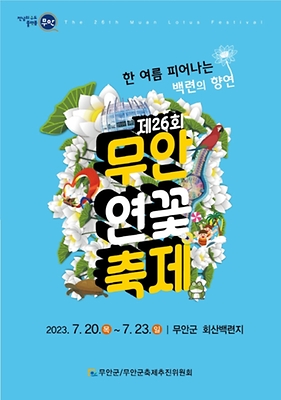 무안
The 26th Muan Lotus Festival
한 여름 피어나는
백련의 향연
제26회
무안
연꽃
축제
2023. 7. 20.목 ~ 7. 23.일 | 무안군 회산백련지
무안군/무안군축제추진위원회